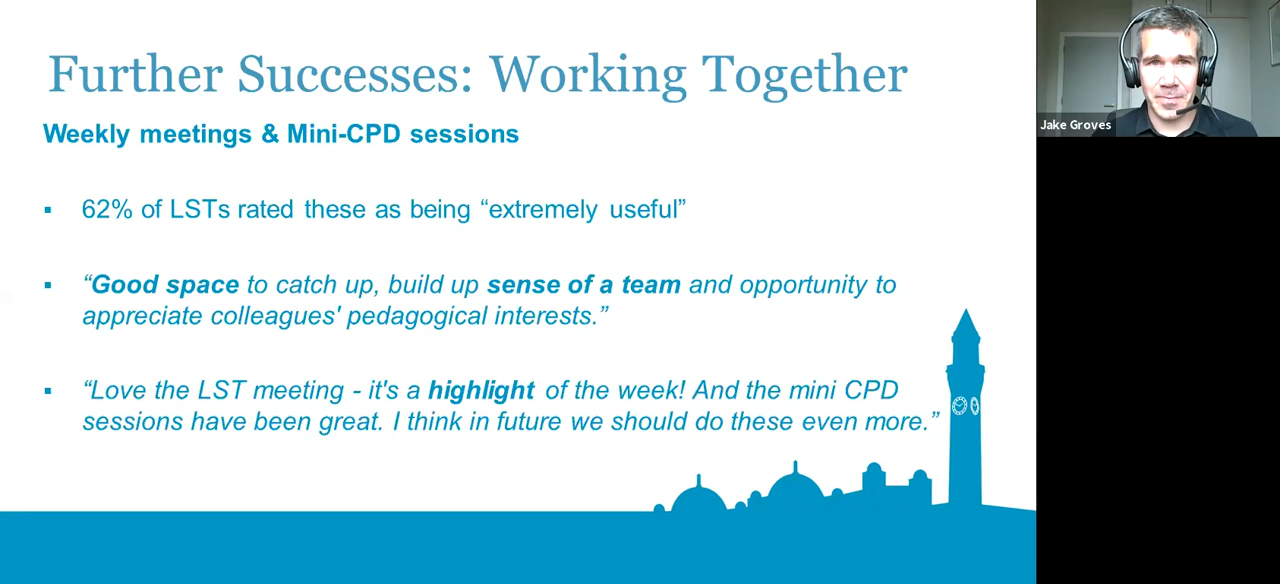 Further Successes: Working Together
Weekly meetings & Mini-CPD sessions
▪ 62% of LSTs rated these as being “extremely useful”
▪ “Good space to catch up, build up sense of a team and opportunity to
appreciate colleagues' pedagogical interests.”
▪ “Love the LST meeting - it's a highlight of the week! And the mini CPD
sessions have been great. I think in future we should do these even more.”
Jake Groves